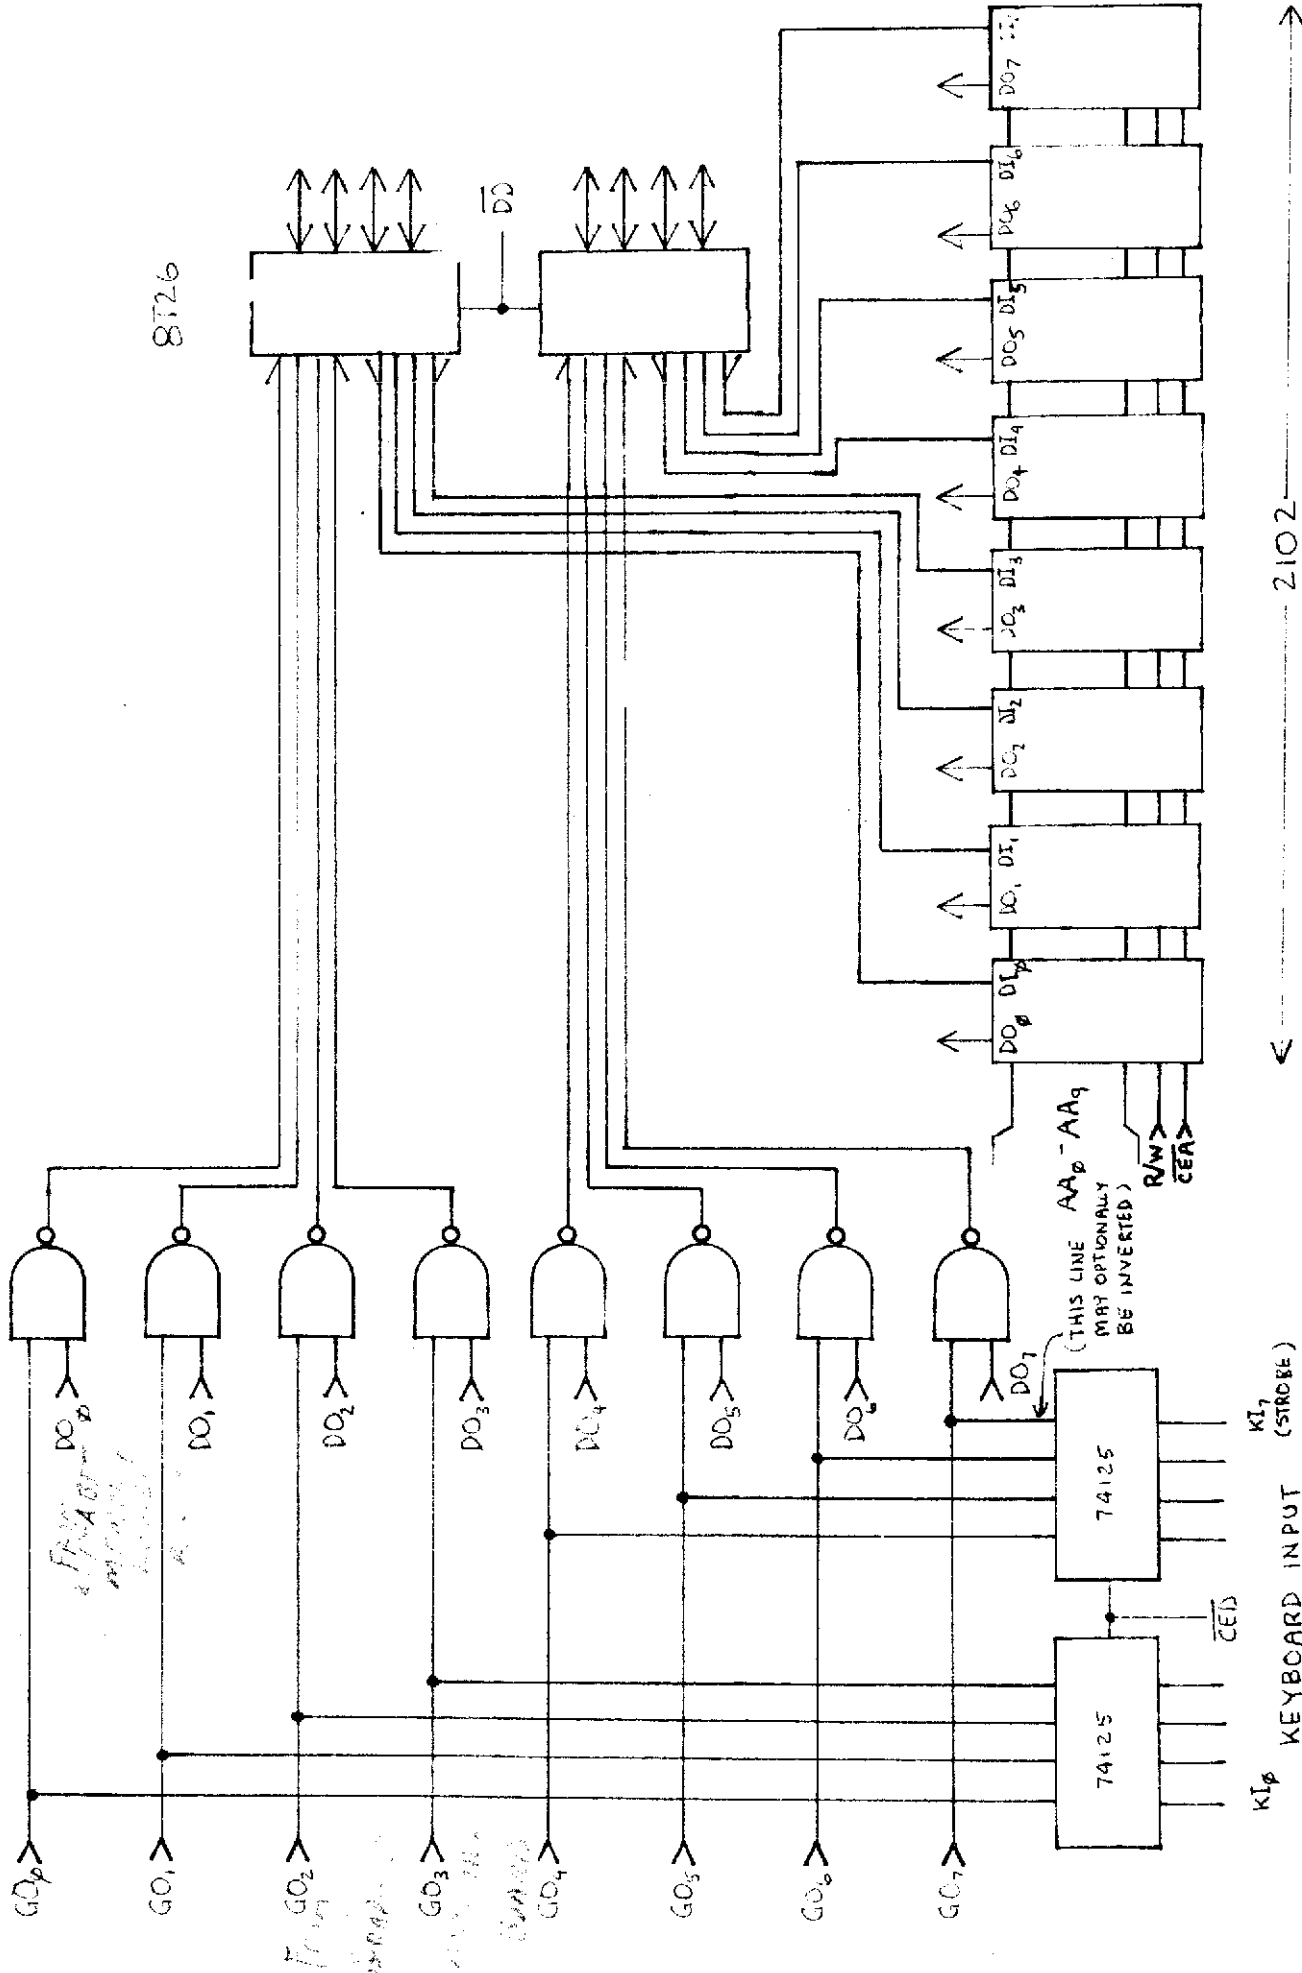 8T26
DD
GOφ
GO1
GO2
GO3
GO4
GO5
GO6
GO7
DOφ
DO1
DO2
DO3
DO4
DO5
DO6
DO7
(THIS LINE
MAY OPTIONALLY
BE INVERTED)
AAφ-AA9
R/W
CEA
DOφ DIφ
DO1 DI1
DO2 DI2
DO3 DI3
DO4 DI4
DO5 DI5
DO6 DI6
DO7
2102
74125
74125
CED
KIφ
KI7
(STROBE)
KEYBOARD INPUT